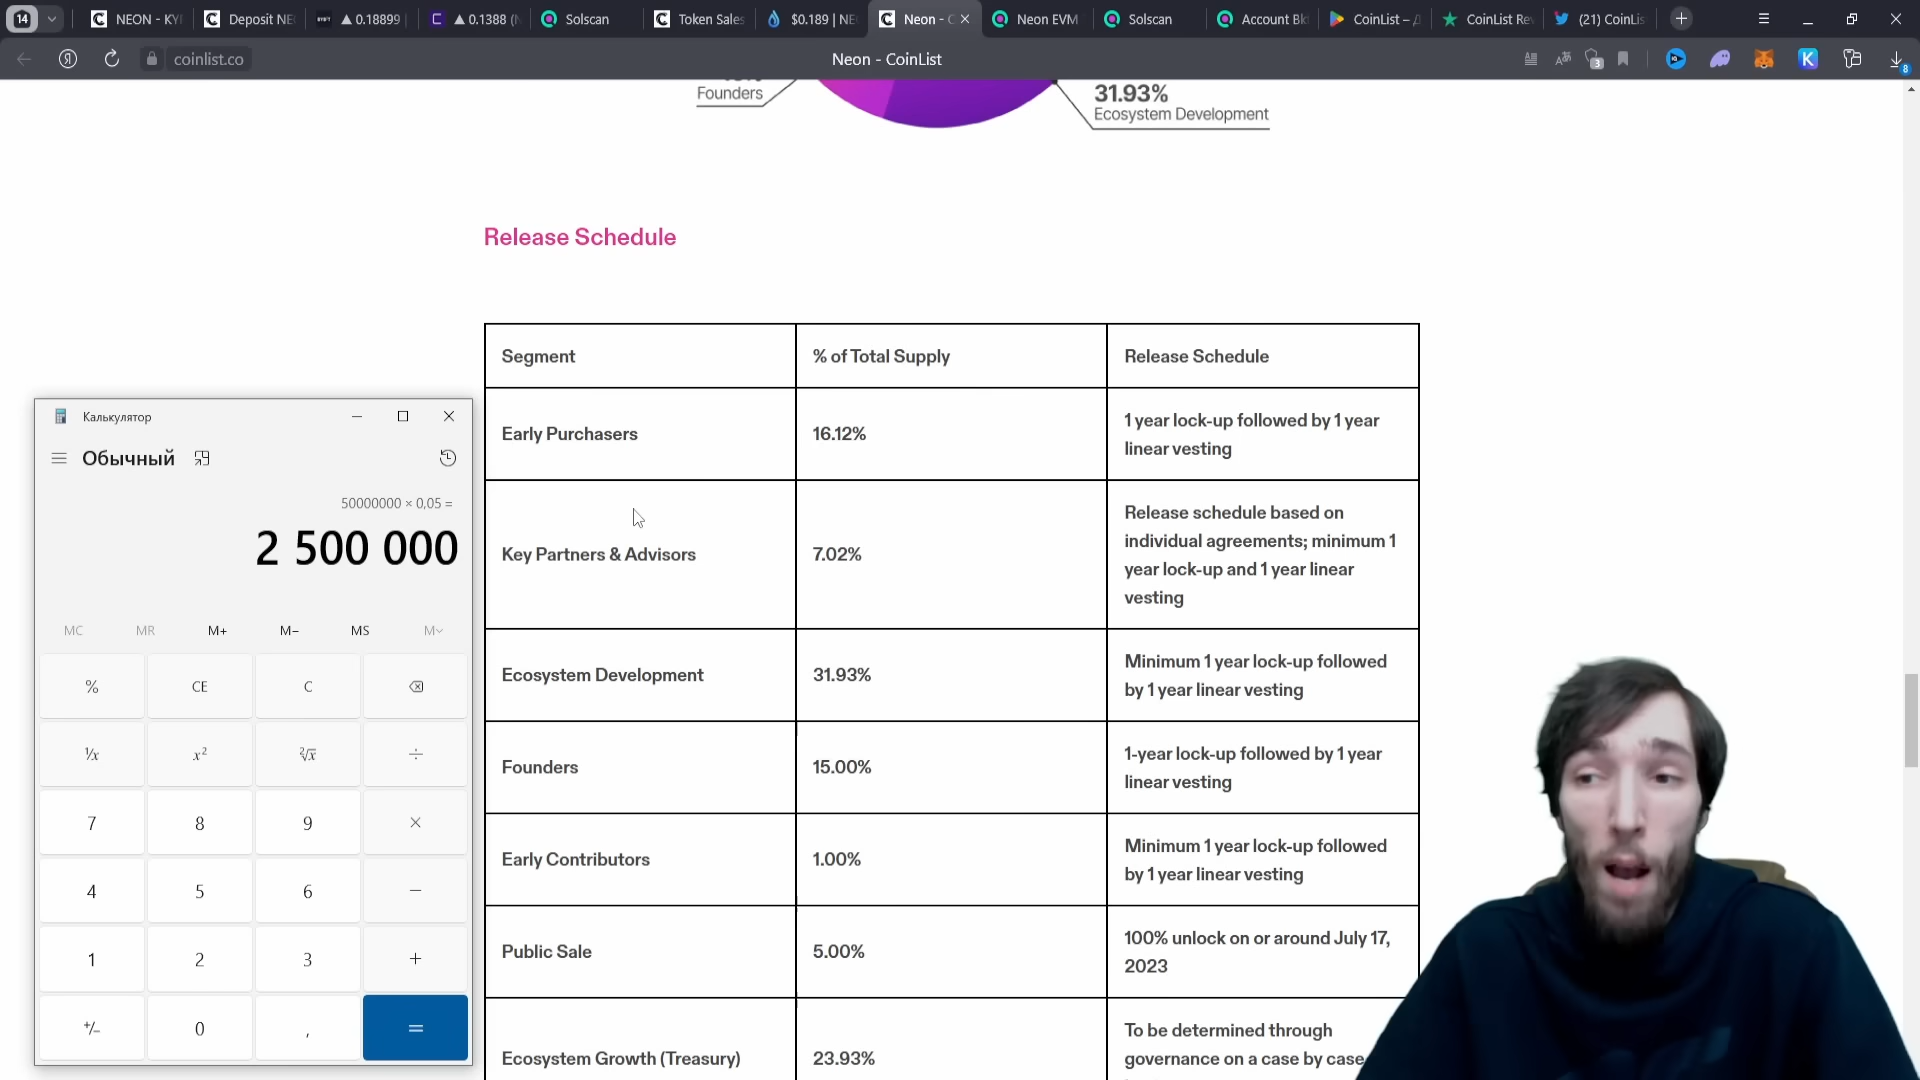 14
NEON - KYI
Deposit NEC
BYBIT
▲ 0.18899
▲ 0.1388 (N
Solscan
Token Sales
$0.189 | NE
Neon - C
Neon EVM
Solscan
Account Bk
CoinList – Д
CoinList Rev
(21) CoinLis
coinlist.co
Neon - CoinList
3
8
Founders
31.93%
Ecosystem Development
Release Schedule
Segment
% of Total Supply
Release Schedule
Early Purchasers
16.12%
1 year lock-up followed by 1 year
linear vesting
Key Partners & Advisors
7.02%
Release schedule based on
individual agreements; minimum 1
year lock-up and 1 year linear
vesting
Ecosystem Development
31.93%
Minimum 1 year lock-up followed
by 1 year linear vesting
Founders
15.00%
1-year lock-up followed by 1 year
linear vesting
Early Contributors
1.00%
Minimum 1 year lock-up followed
by 1 year linear vesting
Public Sale
5.00%
100% unlock on or around July 17,
2023
Ecosystem Growth (Treasury)
23.93%
To be determined through
governance on a case by case
Калькулятор
Обычный
50000000 × 0,05 =
2 500 000
MC MR M+ M− MS M˅
% CE C
¹/x x² ²√x ÷
7 8 9 ×
4 5 6 −
1 2 3 +
+/− 0 , =